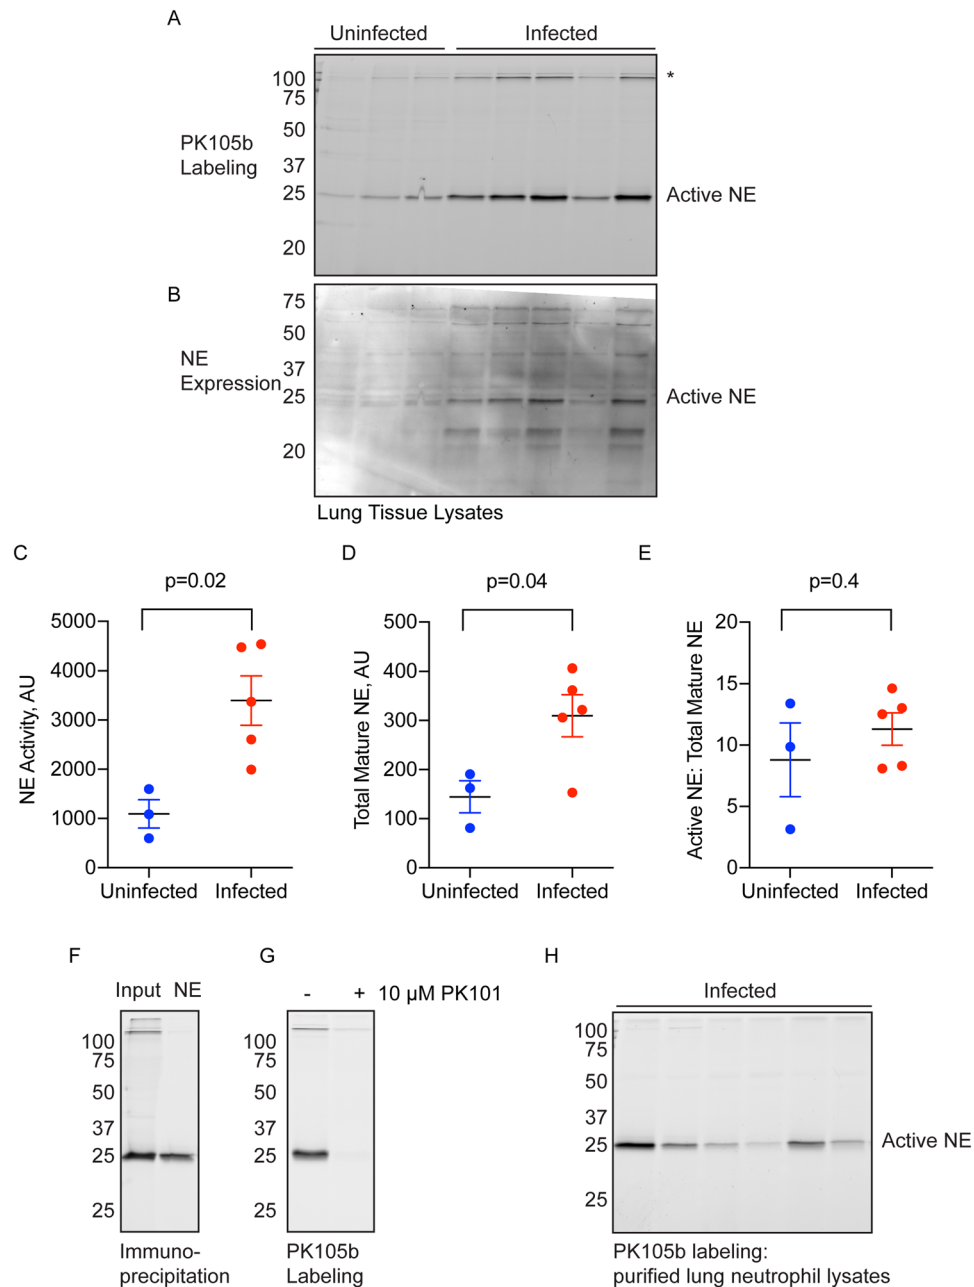 A
Uninfected Infected
100 *
75
50
PK105b
Labeling
37
25 Active NE
20
B
75
50
NE
Expression
37
25 Active NE
20
Lung Tissue Lysates
C
p=0.02
NE Activity, AU
5000
4000
3000
2000
1000
0
Uninfected Infected
D
p=0.04
Total Mature NE, AU
500
400
300
200
100
0
Uninfected Infected
E
p=0.4
Active NE: Total Mature NE
20
15
10
5
0
Uninfected Infected
F
Input NE
100
75
50
37
25
25
Immuno-
precipitation
G
- + 10 µM PK101
100
75
50
37
25
25
PK105b
Labeling
H
Infected
100
75
50
37
25 Active NE
25
PK105b labeling:
purified lung neutrophil lysates